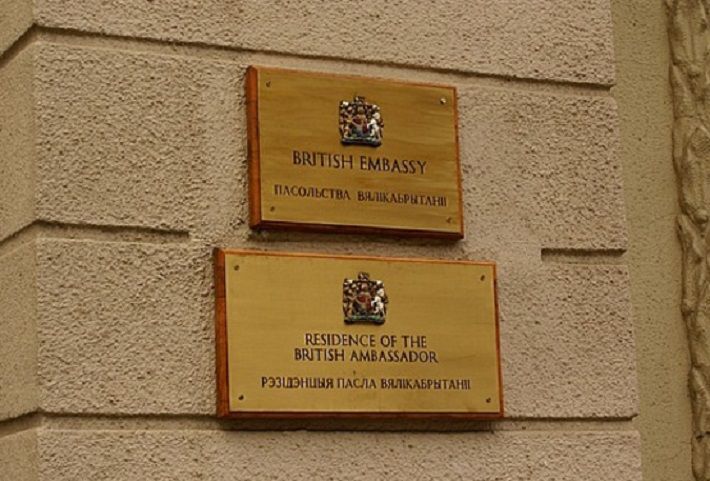 BRITISH EMBASSY
ПАСОЛЬСТВА ВЯЛІКАБРЫТАНІІ
RESIDENCE OF THE
BRITISH AMBASSADOR
РЭЗІДЭНЦЫЯ ПАСЛА ВЯЛІКАБРЫТАНІІ